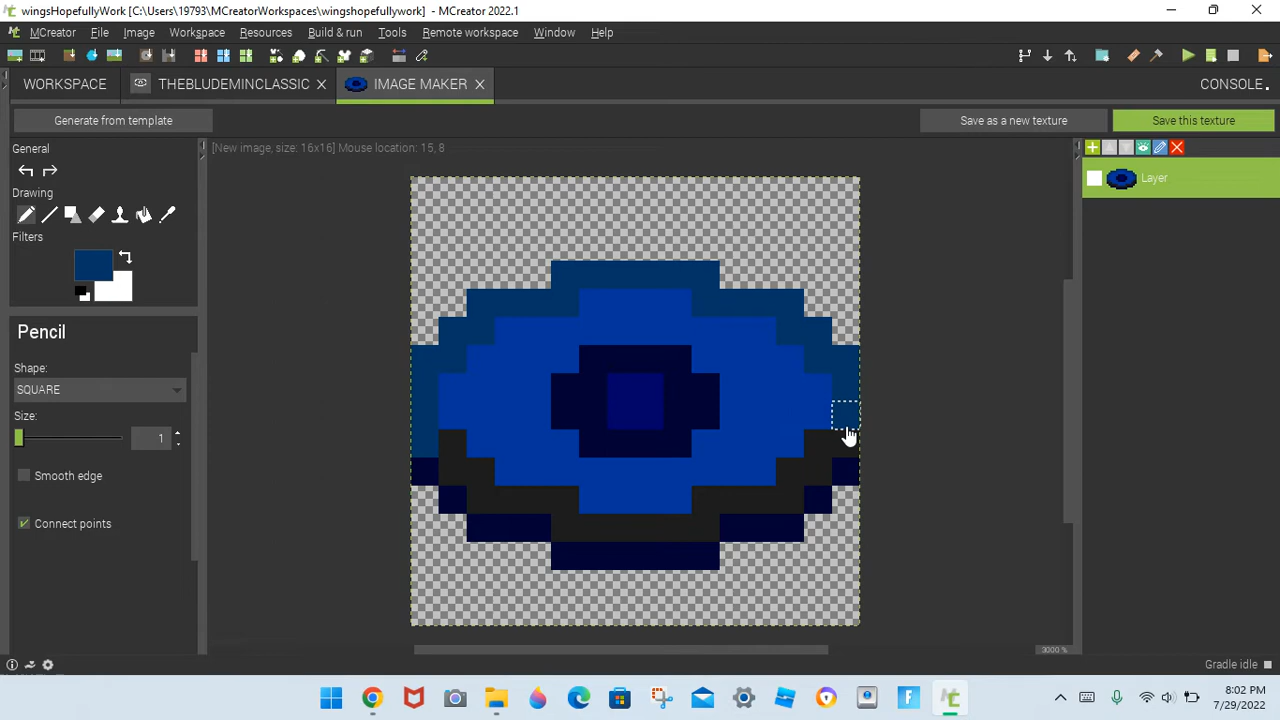 wingsHopefullyWork [C:\Users\19793\MCreatorWorkspaces\wingshopefullywork] - MCreator 2022.1
MCreator File Image Workspace Resources Build & run Tools Remote workspace Window Help
WORKSPACE THEBLUDEMINCLASSIC IMAGE MAKER CONSOLE
Generate from template Save as a new texture Save this texture
General [New image, size: 16x16] Mouse location: 15, 8
Layer
Drawing
Filters
Pencil
Shape:
SQUARE
Size:
1
Smooth edge
Connect points
3000 %
Gradle idle
8:02 PM
7/29/2022